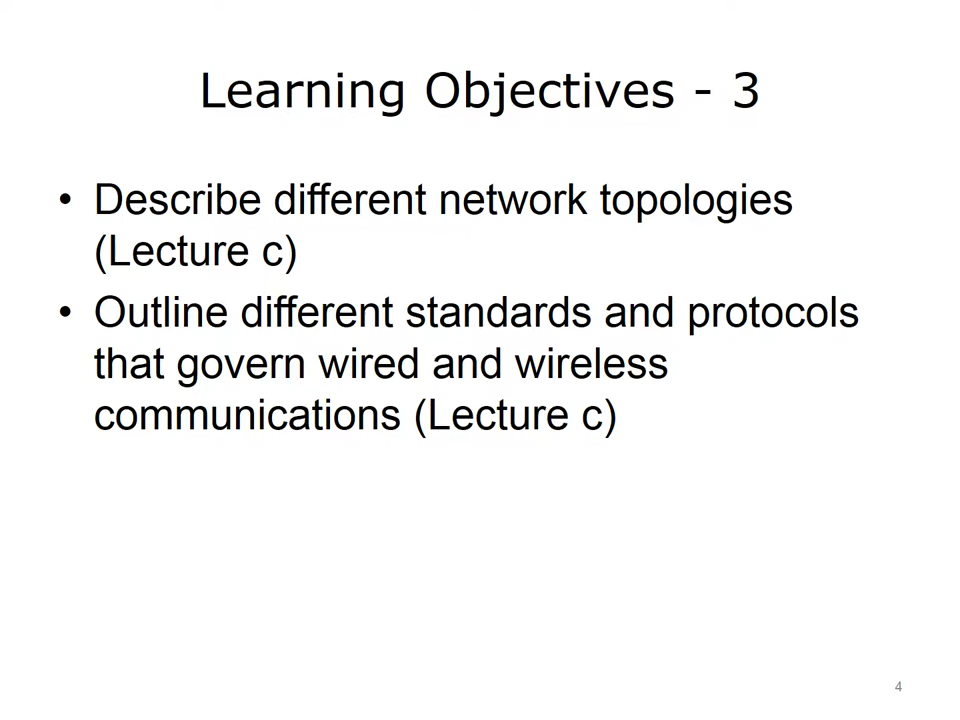 Learning Objectives - 3
• Describe different network topologies
(Lecture c)
• Outline different standards and protocols
that govern wired and wireless
communications (Lecture c)
4